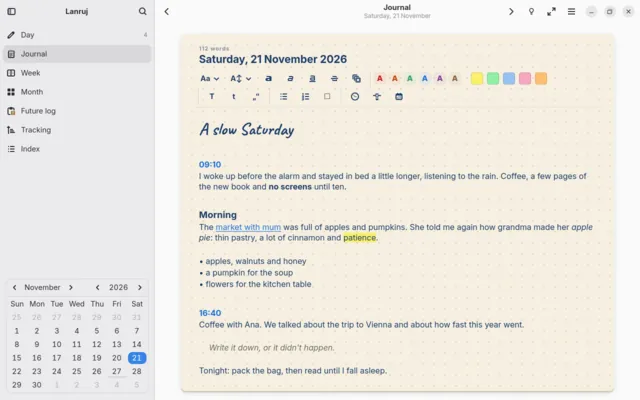 Lanruj
Journal
Saturday, 21 November
Day 4
Journal
Week
Month
Future log
Tracking
Index
November 2026
Sun Mon Tue Wed Thu Fri Sat
25 26 27 28 29 30 31
1 2 3 4 5 6 7
8 9 10 11 12 13 14
15 16 17 18 19 20 21
22 23 24 25 26 27 28
29 30 1 2 3 4 5
112 words
Saturday, 21 November 2026
Aa A a a a S A A A A A A
T t „“
A slow Saturday
09:10
I woke up before the alarm and stayed in bed a little longer, listening to the rain. Coffee, a few pages of
the new book and no screens until ten.
Morning
The market with mum was full of apples and pumpkins. She told me again how grandma made her apple
pie: thin pastry, a lot of cinnamon and patience.
• apples, walnuts and honey
• a pumpkin for the soup
• flowers for the kitchen table
16:40
Coffee with Ana. We talked about the trip to Vienna and about how fast this year went.
Write it down, or it didn't happen.
Tonight: pack the bag, then read until I fall asleep.